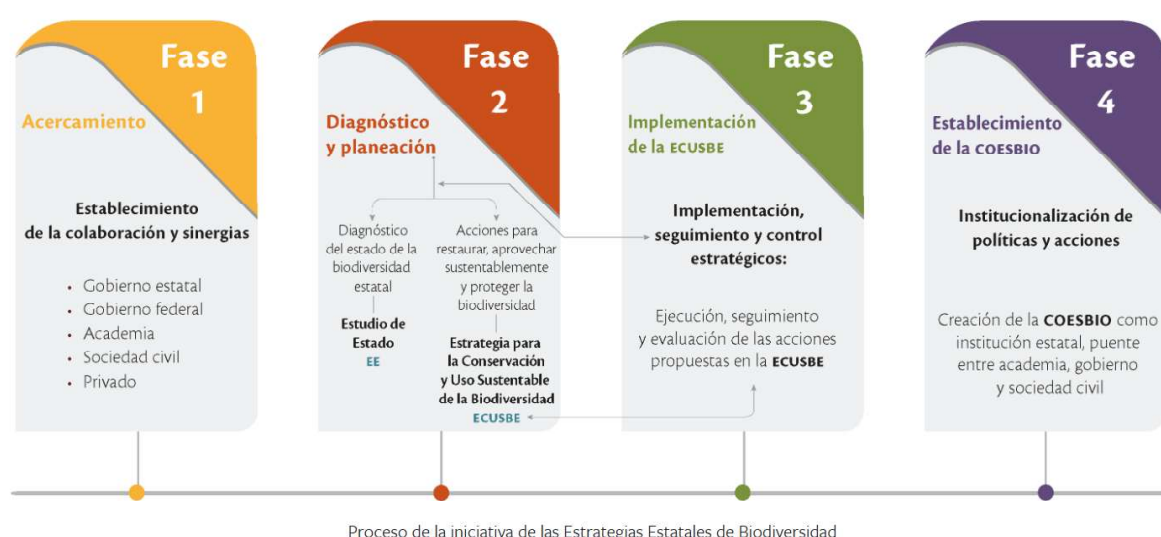 Fase
1
Acercamiento
Establecimiento
de la colaboración y sinergias
• Gobierno estatal
• Gobierno federal
• Academia
• Sociedad civil
• Privado
Fase
2
Diagnóstico
y planeación
Diagnóstico
del estado de la
biodiversidad
estatal
Estudio de
Estado
EE
Acciones para
restaurar, aprovechar
sustentablemente
y proteger la
biodiversidad
Estrategia para
la Conservación
y Uso Sustentable
de la Biodiversidad
ECUSBE
Fase
3
Implementación
de la ECUSBE
Implementación,
seguimiento y control
estratégicos:
Ejecución, seguimiento
y evaluación de las acciones
propuestas en la ECUSBE
Fase
4
Establecimiento
de la COESBIO
Institucionalización de
políticas y acciones
Creación de la COESBIO como
institución estatal, puente
entre academia, gobierno
y sociedad civil
Proceso de la iniciativa de las Estrategias Estatales de Biodiversidad